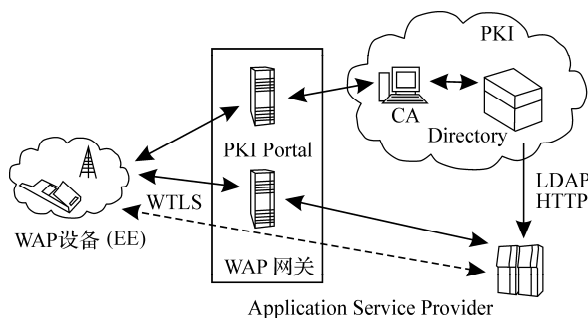 PKI
CA
Directory
PKI Portal
LDAP
HTTP
WTLS
WAP设备 (EE)
WAP 网关
Application Service Provider